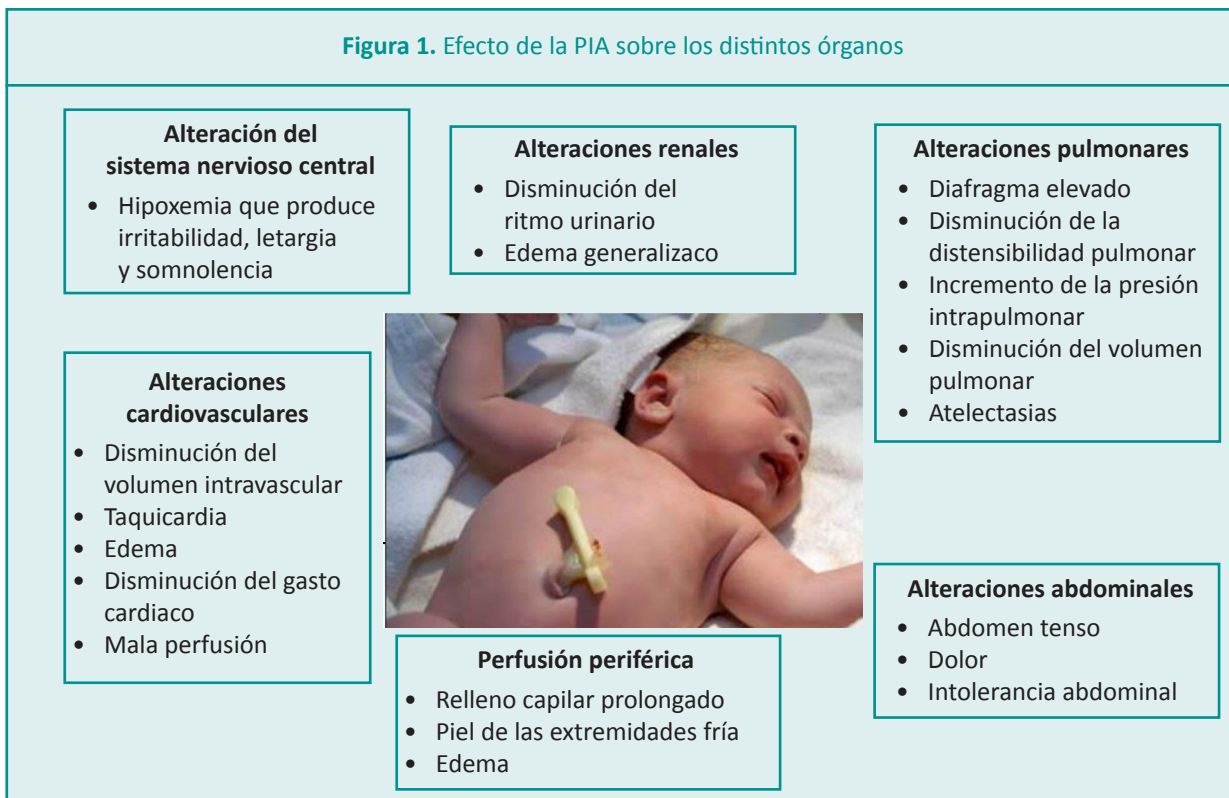 Figura 1. Efecto de la PIA sobre los distintos órganos
Alteración del
sistema nervioso central
• Hipoxemia que produce
irritabilidad, letargia
y somnolencia
Alteraciones renales
• Disminución del
ritmo urinario
• Edema generalizaco
Alteraciones pulmonares
• Diafragma elevado
• Disminución de la
distensibilidad pulmonar
• Incremento de la presión
intrapulmonar
• Disminución del volumen
pulmonar
• Atelectasias
Alteraciones
cardiovasculares
• Disminución del
volumen intravascular
• Taquicardia
• Edema
• Disminución del gasto
cardiaco
• Mala perfusión
Perfusión periférica
• Relleno capilar prolongado
• Piel de las extremidades fría
• Edema
Alteraciones abdominales
• Abdomen tenso
• Dolor
• Intolerancia abdominal